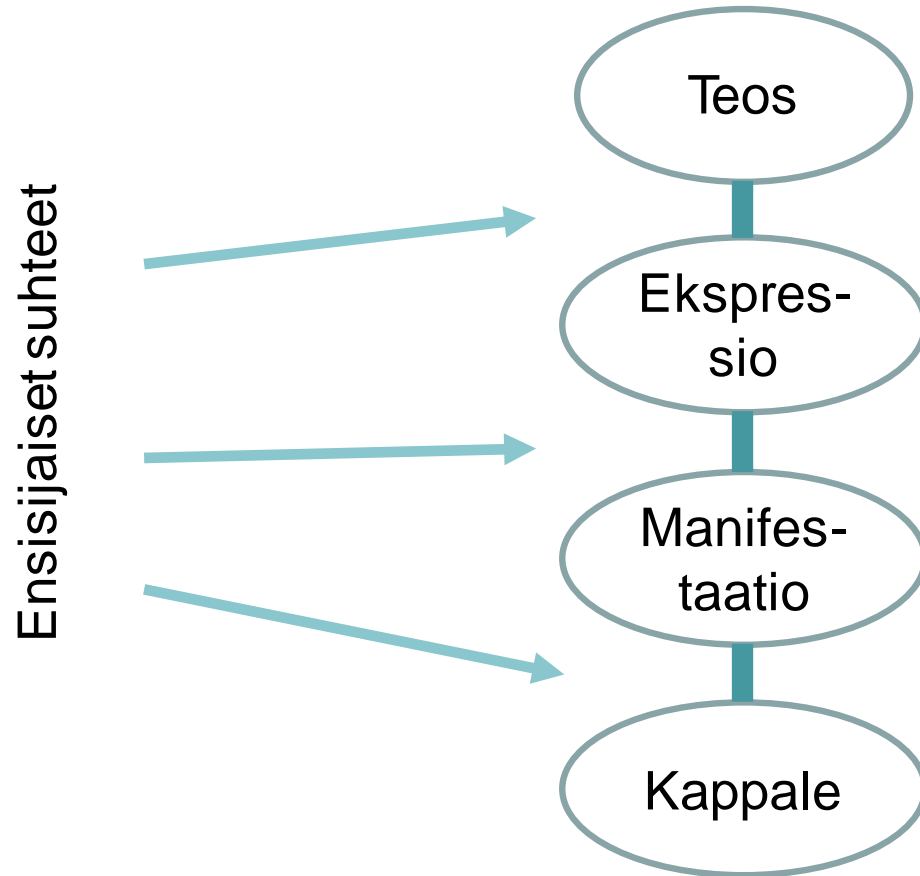 Ensisijaiset suhteet
Teos
Ekspres-
sio
Manifes-
taatio
Kappale